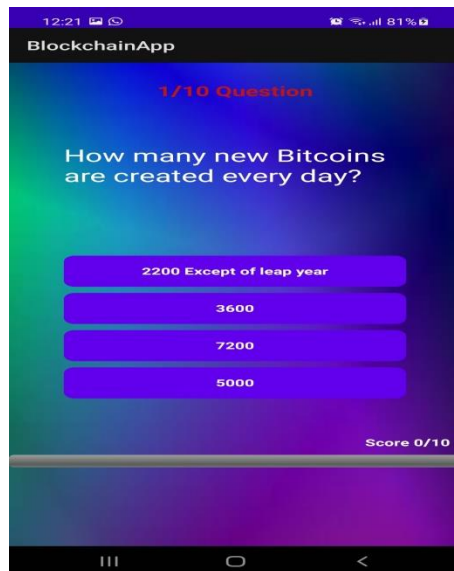 12:21
81%
BlockchainApp
1/10 Question
How many new Bitcoins
are created every day?
2200 Except of leap year
3600
7200
5000
Score 0/10